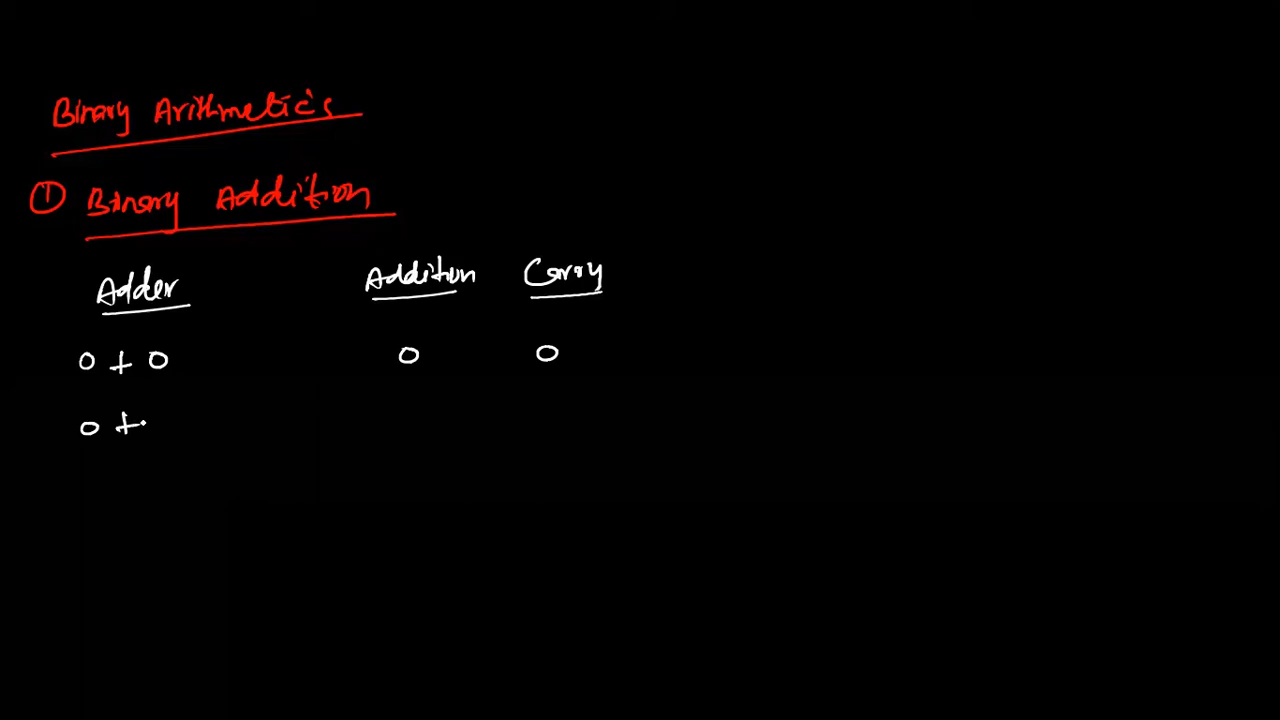 Binary Arithmetics
① Binary Addition
Adder Addition Carry
0 + 0 0 0
0 +